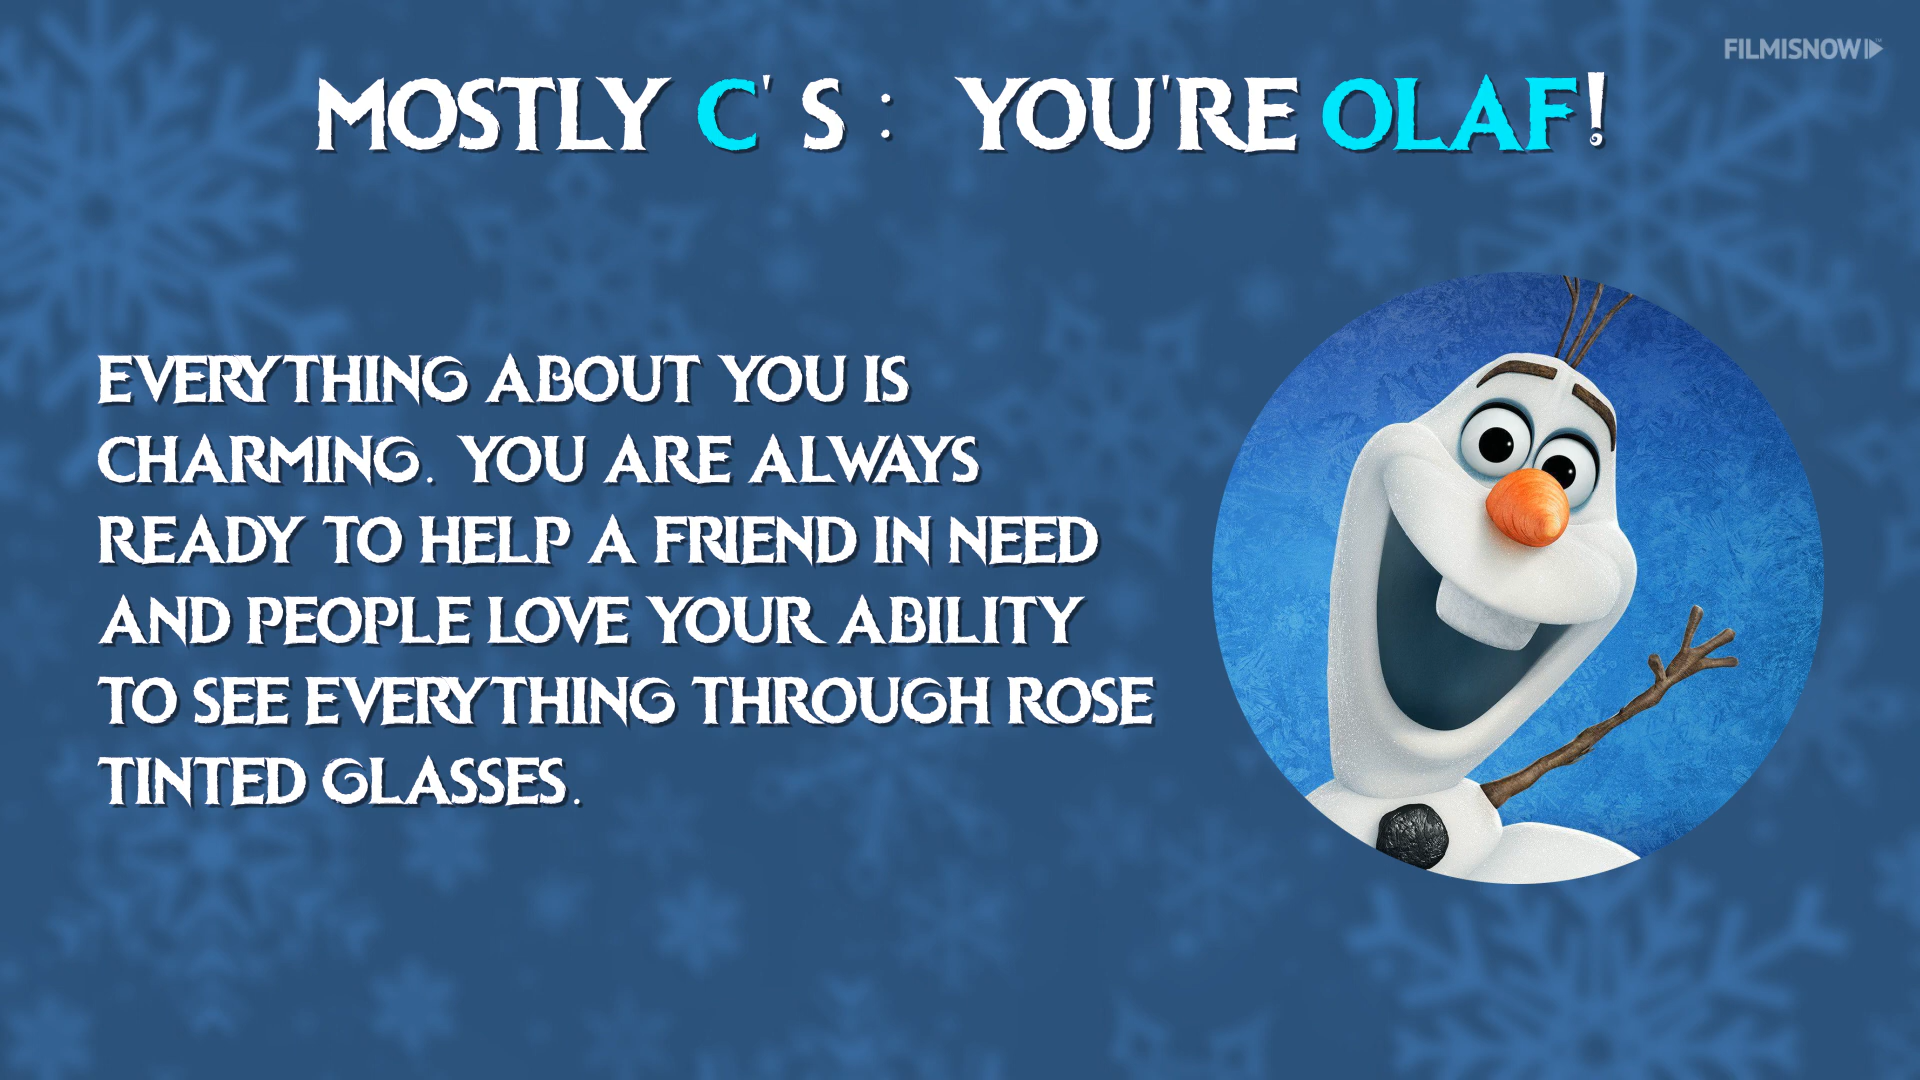 FILMISNOW
MOSTLY C'S: YOU'RE OLAF!
EVERYTHING ABOUT YOU IS
CHARMING. YOU ARE ALWAYS
READY TO HELP A FRIEND IN NEED
AND PEOPLE LOVE YOUR ABILITY
TO SEE EVERYTHING THROUGH ROSE
TINTED GLASSES.